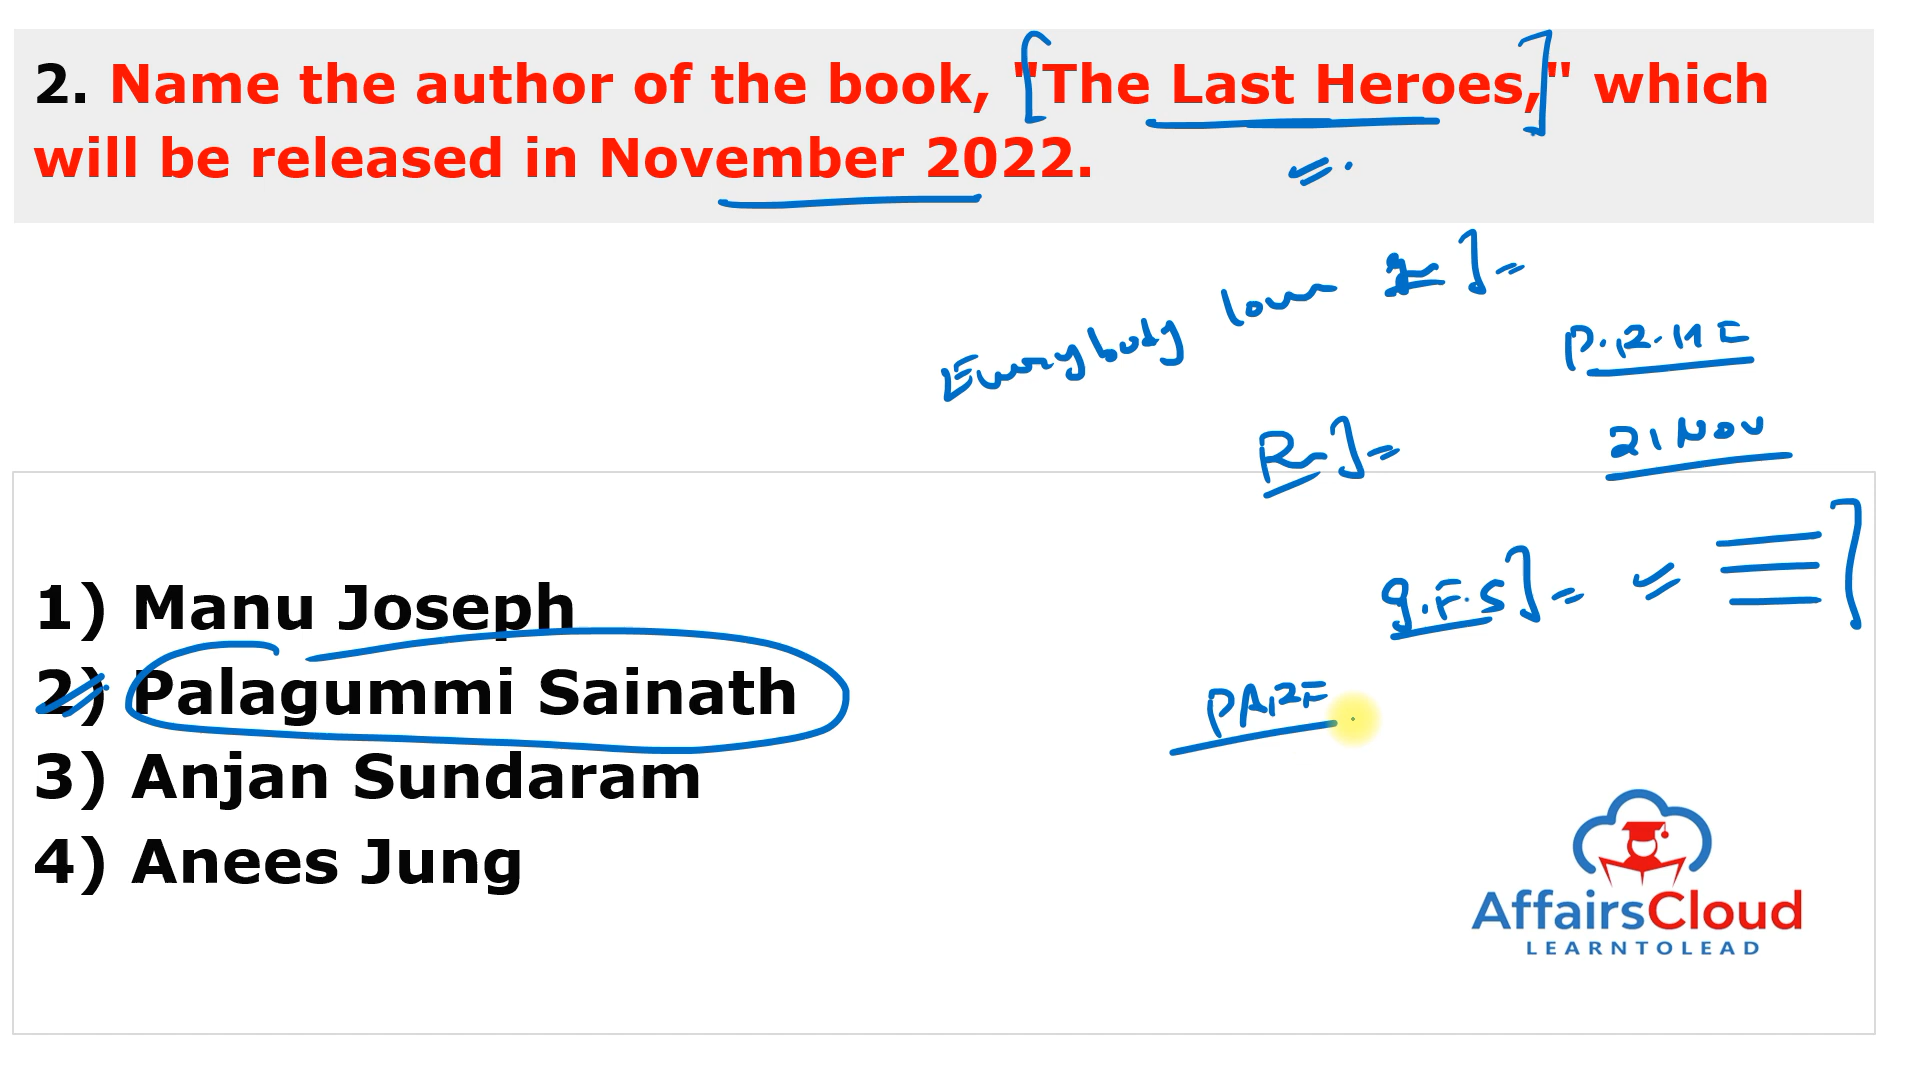 2. Name the author of the book, "The Last Heroes," which
will be released in November 2022.
Everybody
P.R.HE
21 Nov
R
g.F.S
1) Manu Joseph
2) Palagummi Sainath
PARF
3) Anjan Sundaram
4) Anees Jung
AffairsCloud
LEARNTOLEAD